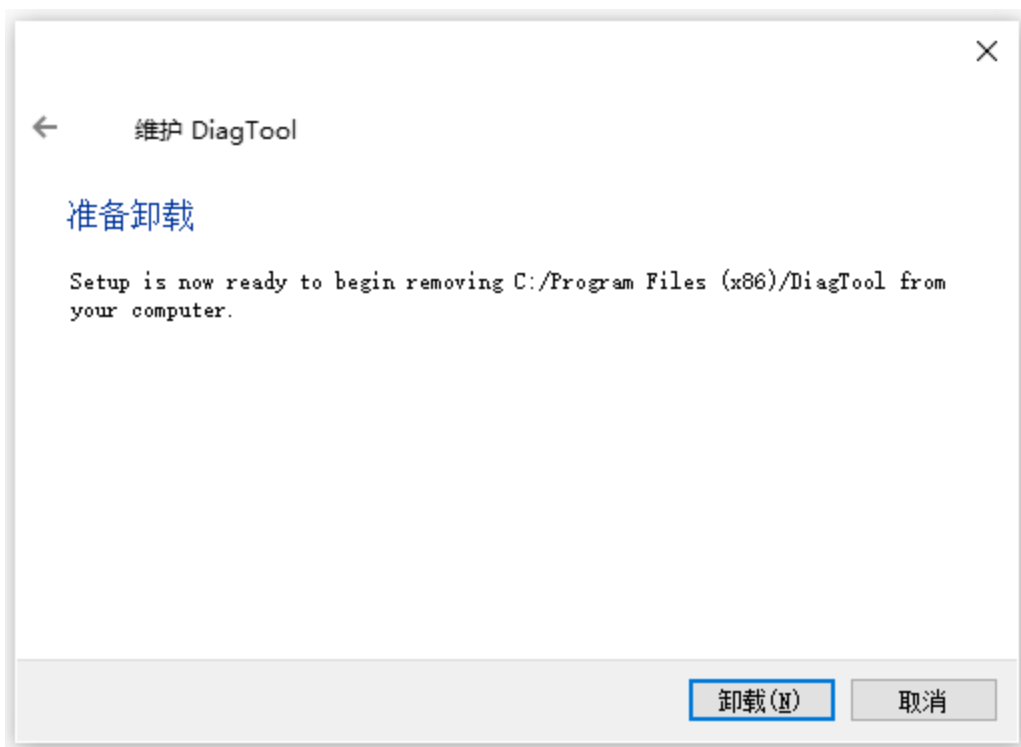 维护 DiagTool
准备卸载
Setup is now ready to begin removing C:/Program Files (x86)/DiagTool from
your computer.
卸载(N)
取消